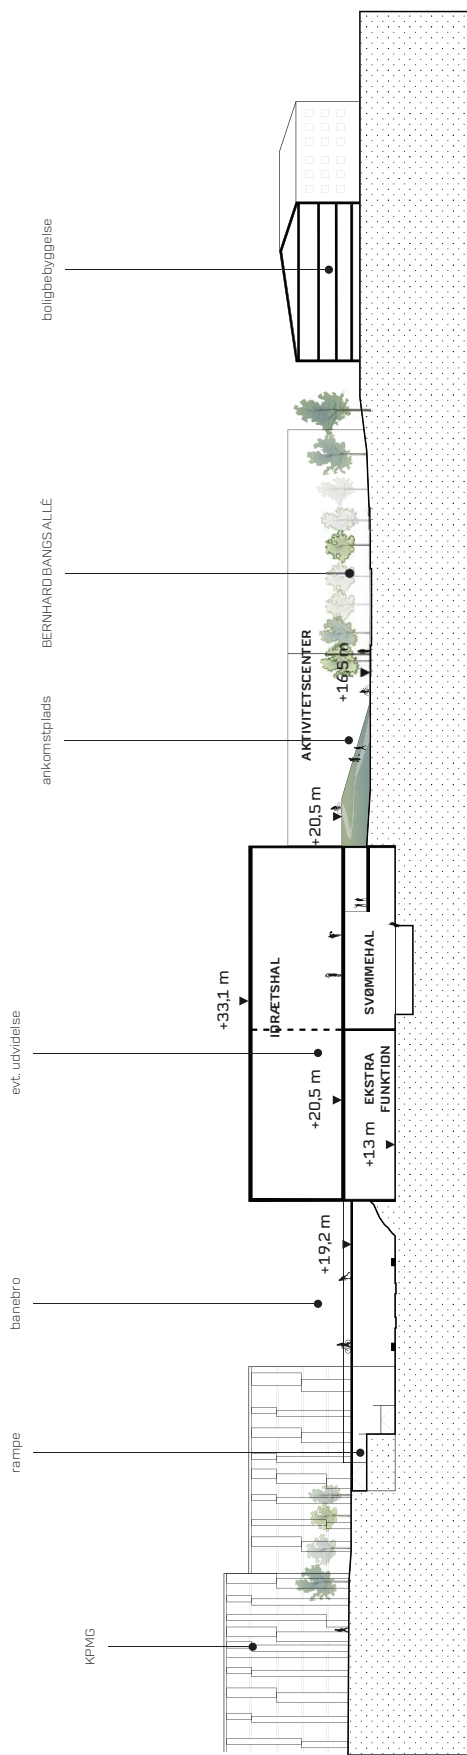 KPMG
rampe
banebro
evt. udvidelse
ankomstplads
BERNHARD BANGS ALLÉ
boligbebyggelse
+33,1 m
IDRÆTSHAL
AKTIVITETSCENTER
+19,2 m
+20,5 m
+20,5 m
+16,5 m
+13 m
EKSTRA
FUNKTION
SVØMMEHAL